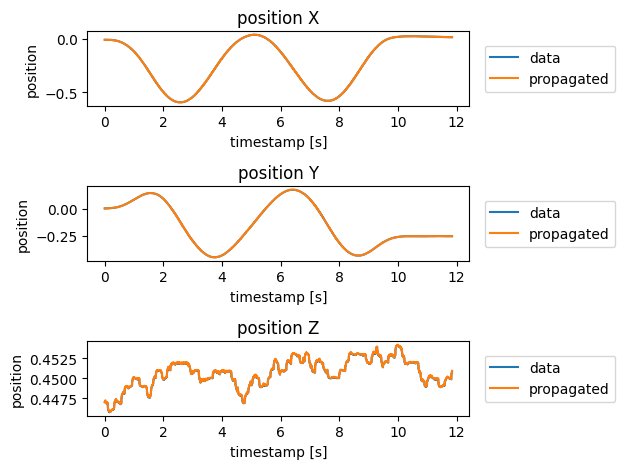 position X
position
0.0
−0.5
0 2 4 6 8 10 12
timestamp [s]
data
propagated
position Y
position
0.00
−0.25
0 2 4 6 8 10 12
timestamp [s]
data
propagated
position Z
position
0.4525
0.4500
0.4475
0 2 4 6 8 10 12
timestamp [s]
data
propagated